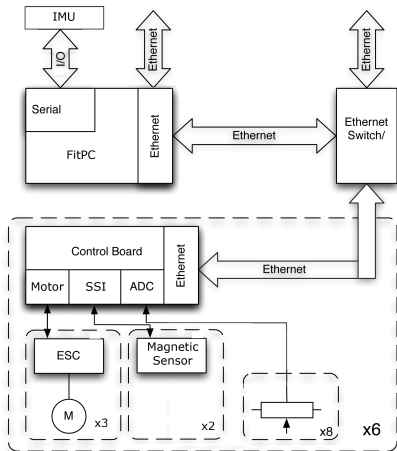 IMU
I/O
Ethernet
Ethernet
Serial
FitPC
Ethernet
Ethernet
Ethernet
Switch/
Control Board
Ethernet
Ethernet
Motor
SSI
ADC
ESC
Magnetic
Sensor
M
x3
x2
x8
x6